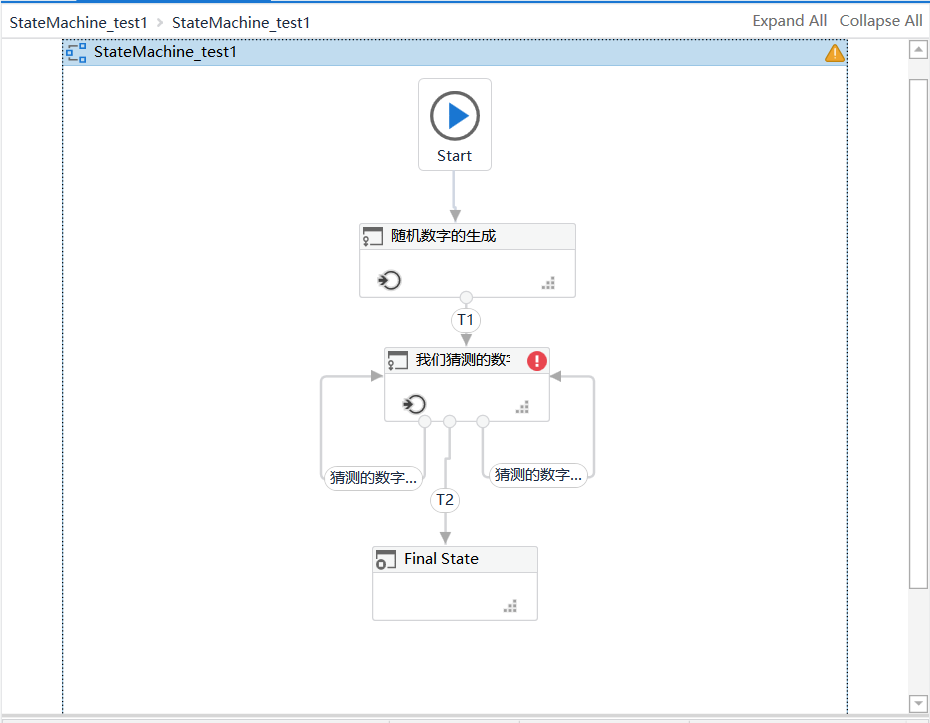 StateMachine_test1 > StateMachine_test1 Expand All Collapse All
StateMachine_test1
Start
随机数字的生成
T1
我们猜测的数
猜测的数字...
猜测的数字...
T2
Final State